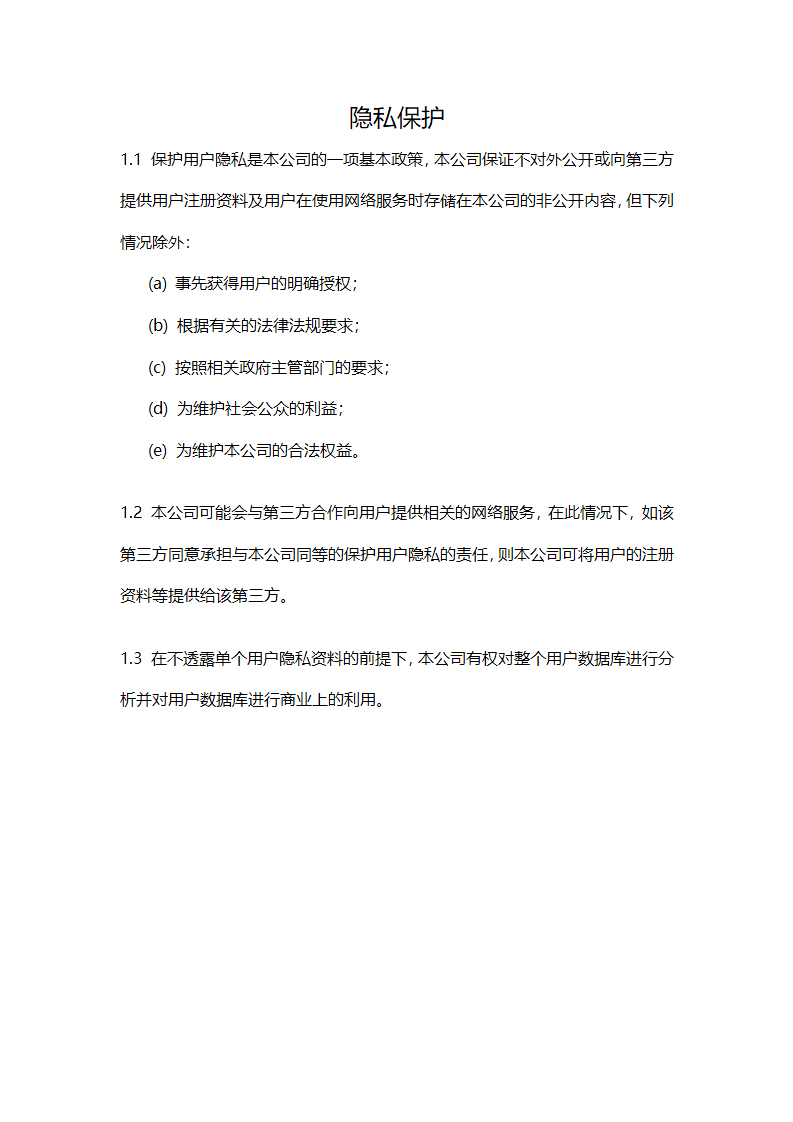 隐私保护
1.1 保护用户隐私是本公司的一项基本政策，本公司保证不对外公开或向第三方
提供用户注册资料及用户在使用网络服务时存储在本公司的非公开内容，但下列
情况除外：
(a) 事先获得用户的明确授权；
(b) 根据有关的法律法规要求；
(c) 按照相关政府主管部门的要求；
(d) 为维护社会公众的利益；
(e) 为维护本公司的合法权益。
1.2 本公司可能会与第三方合作向用户提供相关的网络服务，在此情况下，如该
第三方同意承担与本公司同等的保护用户隐私的责任，则本公司可将用户的注册
资料等提供给该第三方。
1.3 在不透露单个用户隐私资料的前提下，本公司有权对整个用户数据库进行分
析并对用户数据库进行商业上的利用。